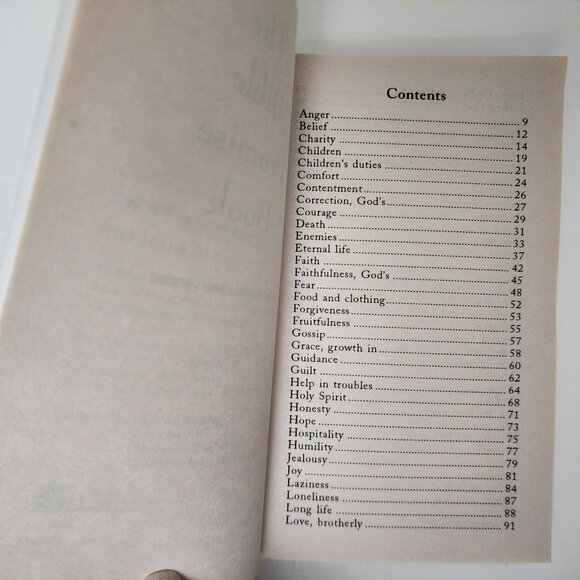 Contents
Anger........................................9
Belief........................................12
Charity........................................14
Children........................................19
Children's duties........................................21
Comfort........................................24
Contentment........................................26
Correction, God's........................................27
Courage........................................29
Death........................................31
Enemies........................................33
Eternal life........................................37
Faith........................................42
Faithfulness, God's........................................45
Fear........................................48
Food and clothing........................................52
Forgiveness........................................53
Fruitfulness........................................55
Gossip........................................57
Grace, growth in........................................58
Guidance........................................60
Guilt........................................62
Help in troubles........................................64
Holy Spirit........................................68
Honesty........................................71
Hope........................................73
Hospitality........................................75
Humility........................................77
Jealousy........................................79
Joy........................................81
Laziness........................................84
Loneliness........................................87
Long life........................................88
Love, brotherly........................................91